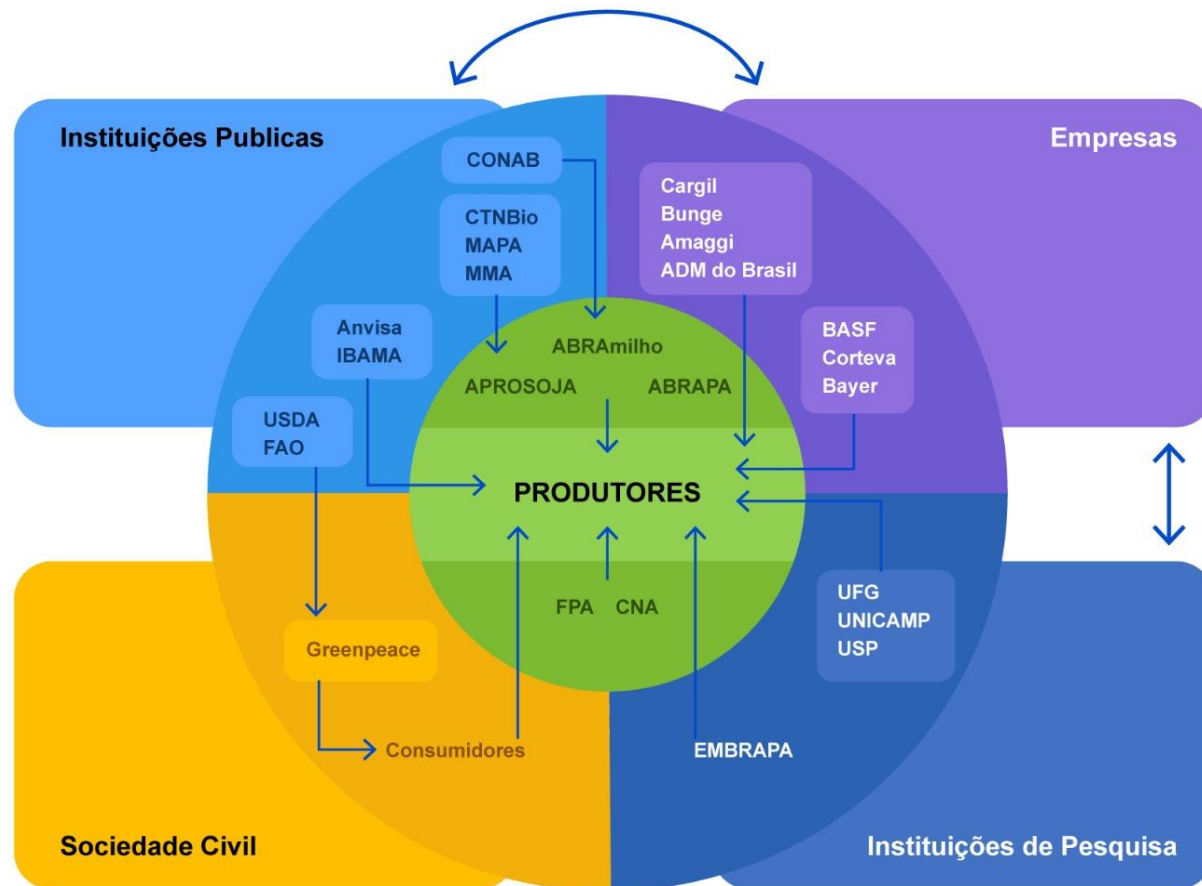 Instituições Publicas
CONAB
CTNBio
MAPA
MMA
Anvisa
IBAMA
USDA
FAO
Empresas
Cargil
Bunge
Amaggi
ADM do Brasil
BASF
Corteva
Bayer
ABRAmilho
APROSOJA
ABRAPA
PRODUTORES
FPA
CNA
Greenpeace
Consumidores
Sociedade Civil
UFG
UNICAMP
USP
EMBRAPA
Instituições de Pesquisa